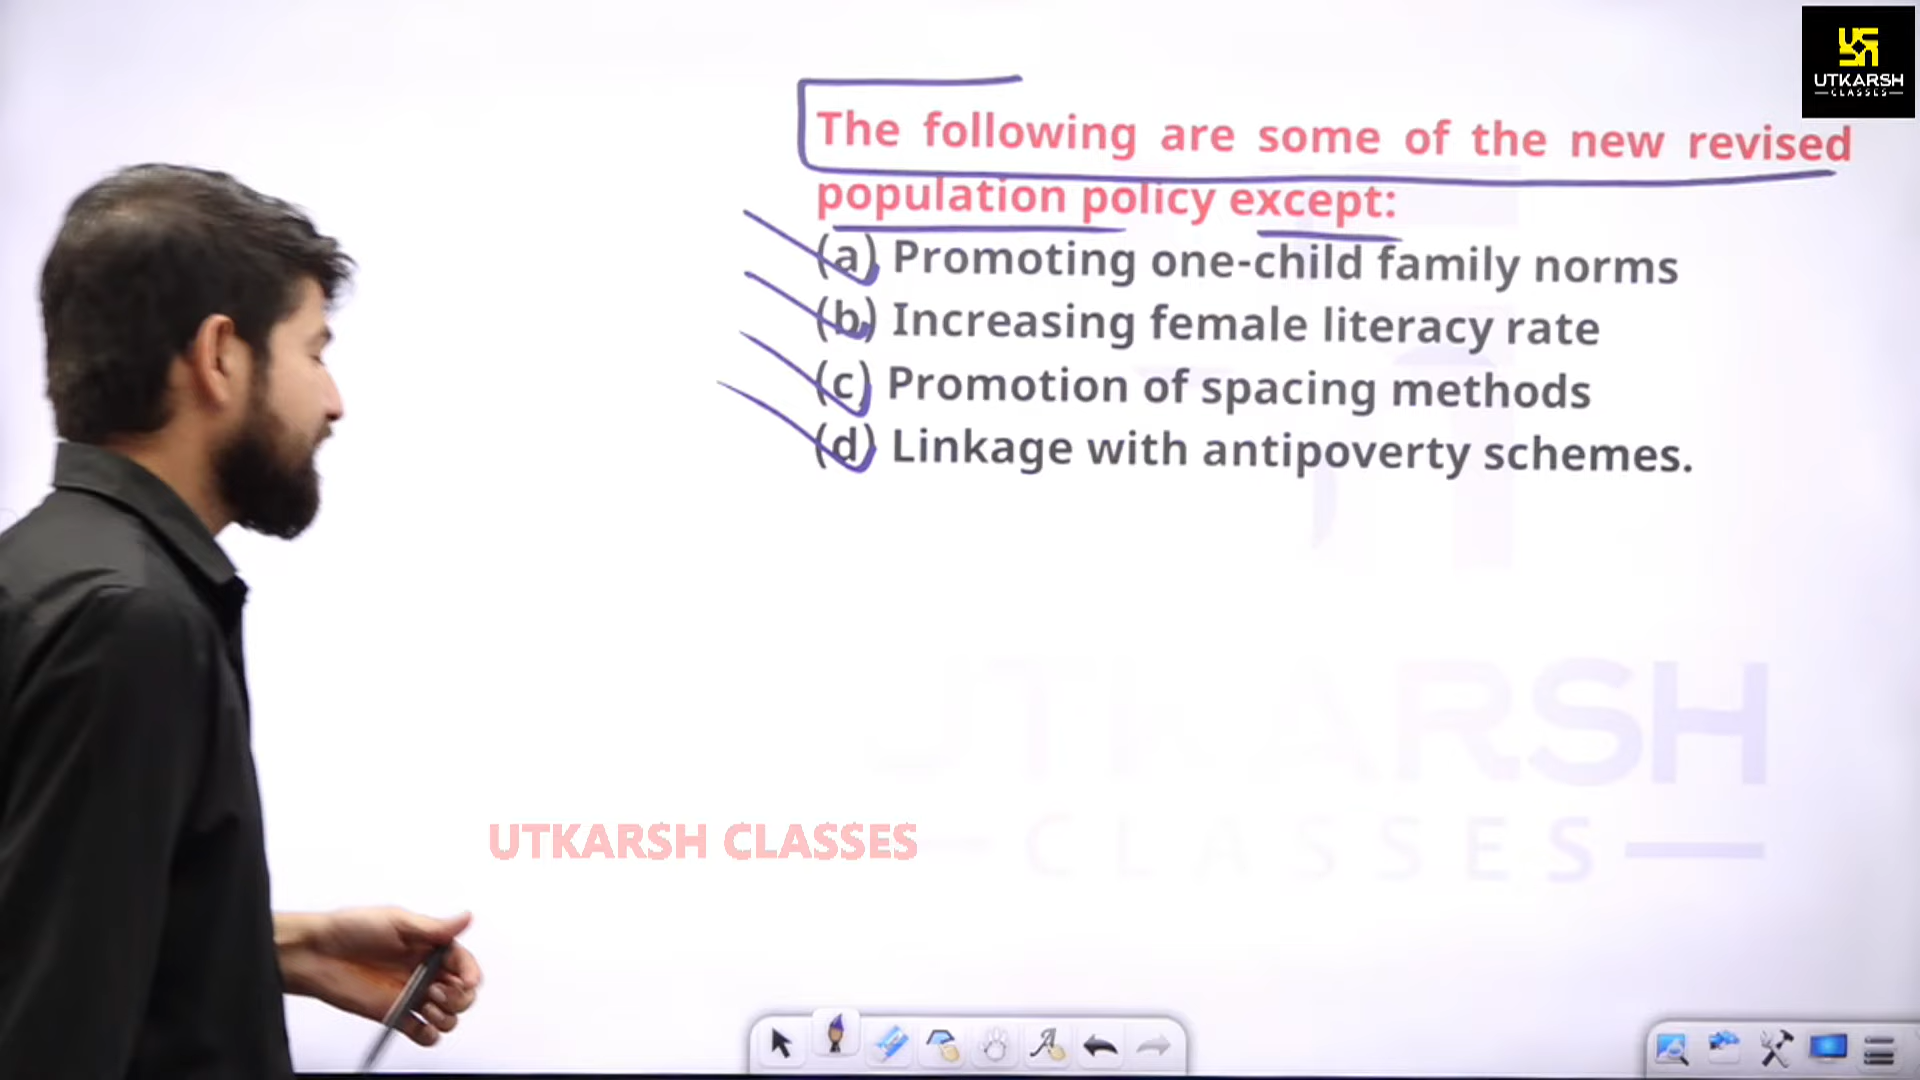 UTKARSH
CLASSES
The following are some of the new revised
population policy except:
(a) Promoting one-child family norms
(b) Increasing female literacy rate
(c) Promotion of spacing methods
(d) Linkage with antipoverty schemes.
UTKARSH
CLASSES
UTKARSH CLASSES